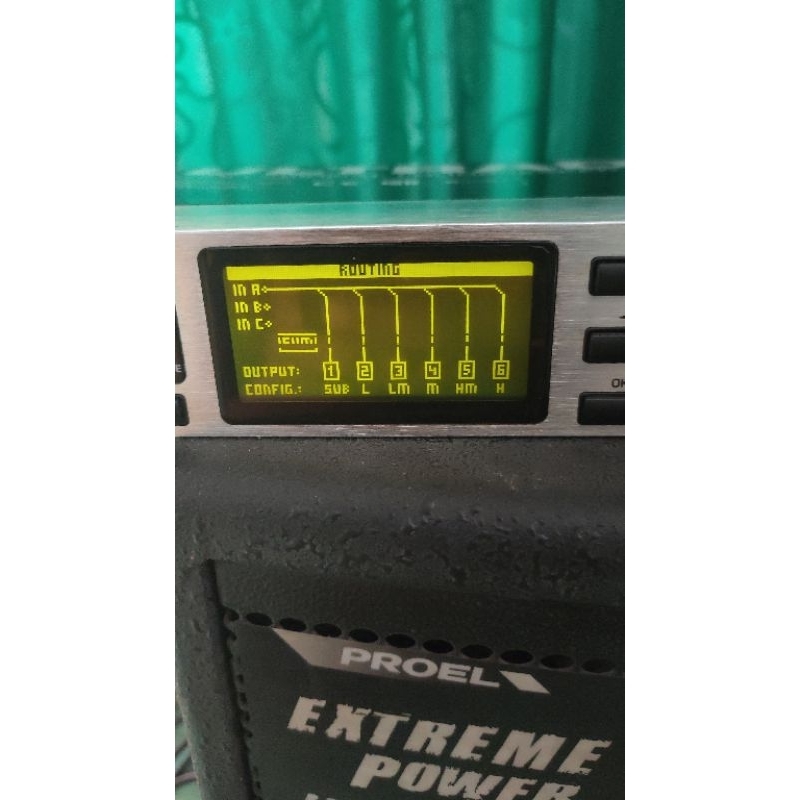 ROUTING
IN A
IN B
IN C
SUM
OUTPUT: 1 2 3 4 5 6
CONFIG.: SUB L LM M HM H
OK
PROEL
EXTREME
POWER